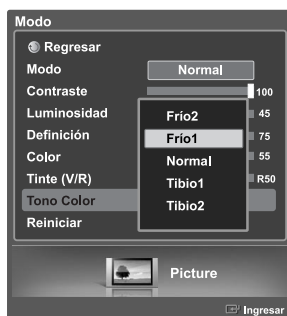 Modo
Regresar
Modo Normal
Contraste 100
Luminosidad 45
Definición 75
Color 55
Tinte (V/R) R50
Tono Color
Reiniciar
Frío2
Frío1
Normal
Tibio1
Tibio2
Picture
Ingresar